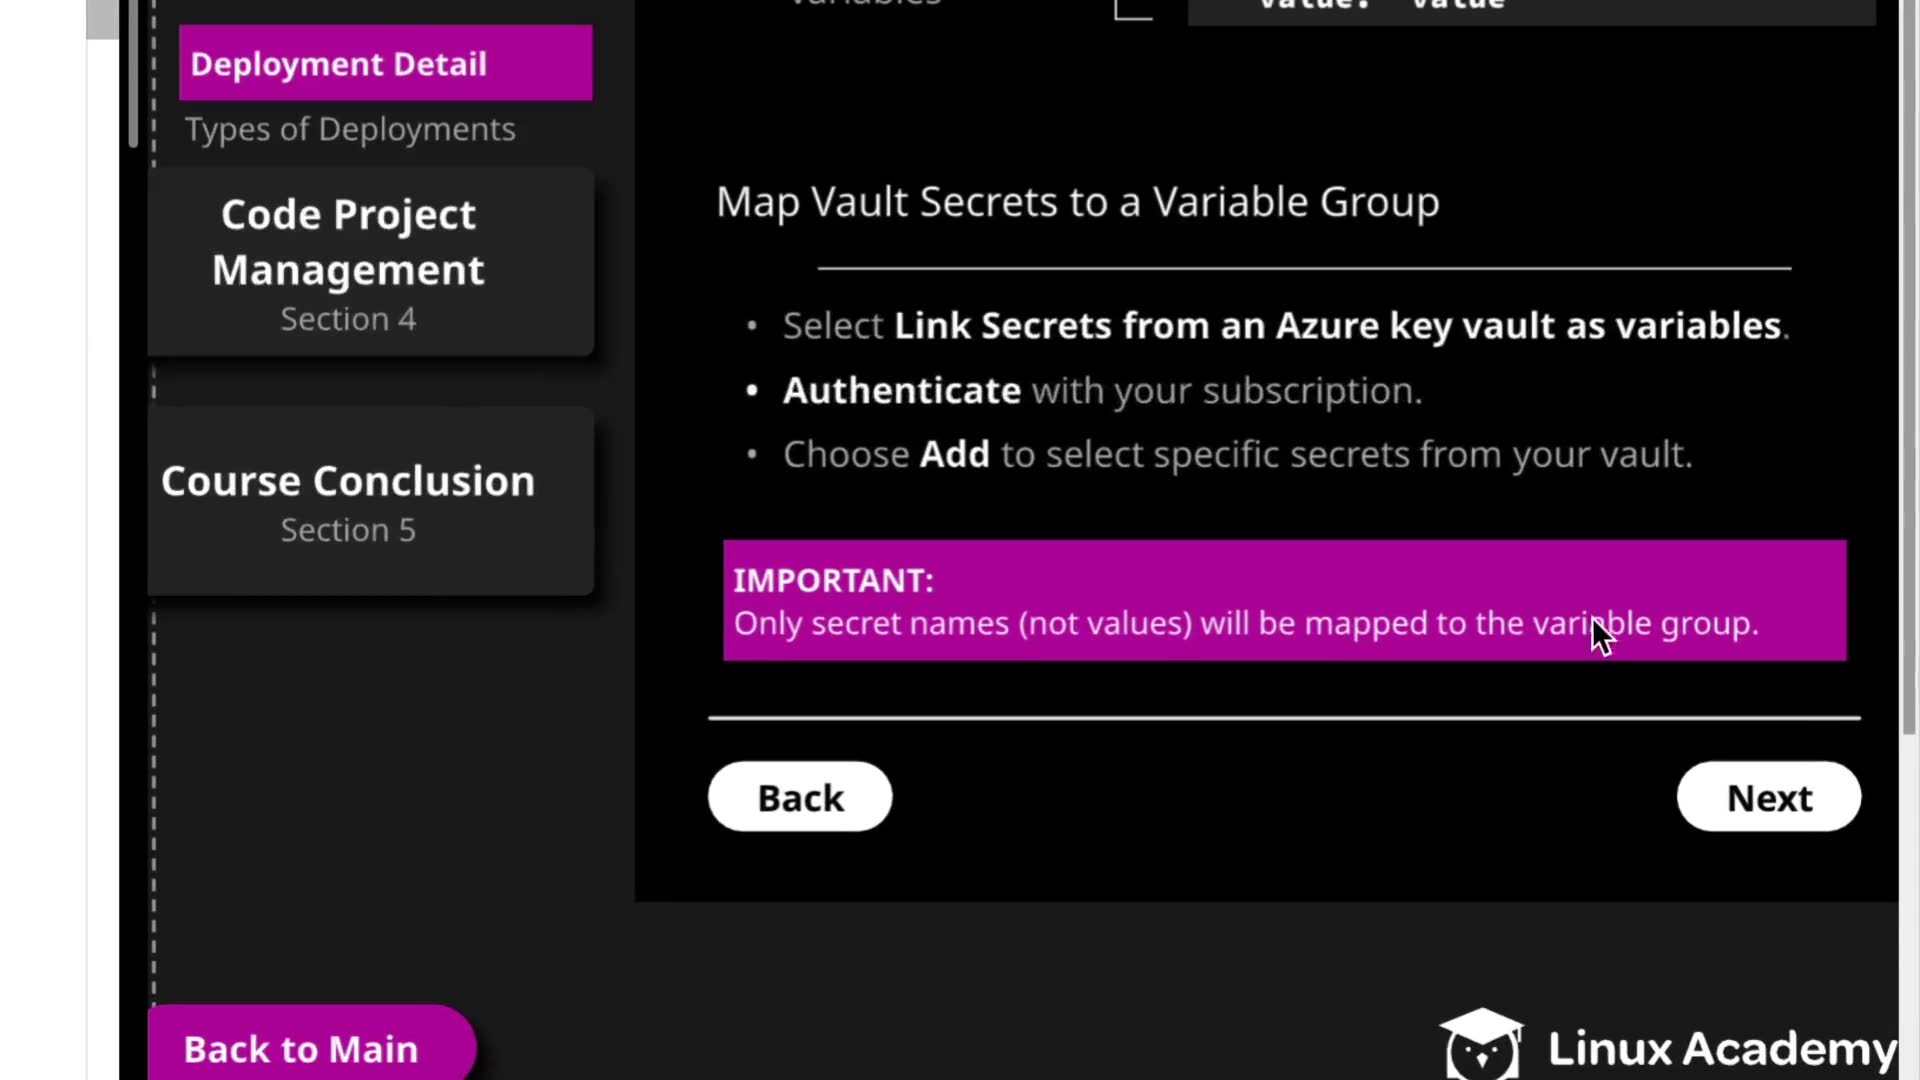 Variables
value: "value"
Deployment Detail
Types of Deployments
Code Project
Management
Section 4
Course Conclusion
Section 5
Back to Main
Map Vault Secrets to a Variable Group
• Select Link Secrets from an Azure key vault as variables.
• Authenticate with your subscription.
• Choose Add to select specific secrets from your vault.
IMPORTANT:
Only secret names (not values) will be mapped to the variable group.
Back
Next
Linux Academy